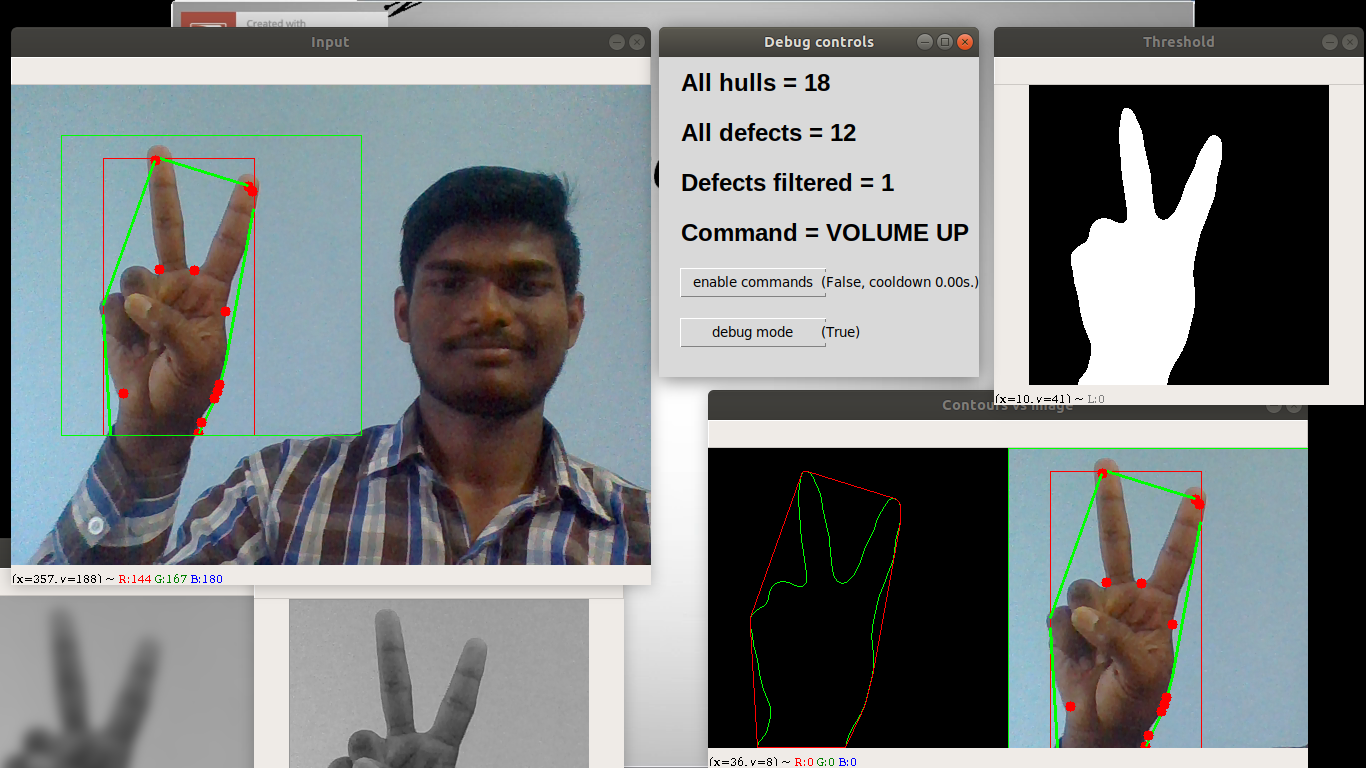 Created with
Input
Debug controls
Threshold
All hulls = 18
All defects = 12
Defects filtered = 1
Command = VOLUME UP
enable commands (False, cooldown 0.00s.)
debug mode (True)
(x=10, y=41) ~ L:0
Contours vs image
(x=357, y=188) ~ R:144 G:167 B:180
(x=36, y=8) ~ R:0 G:0 B:0